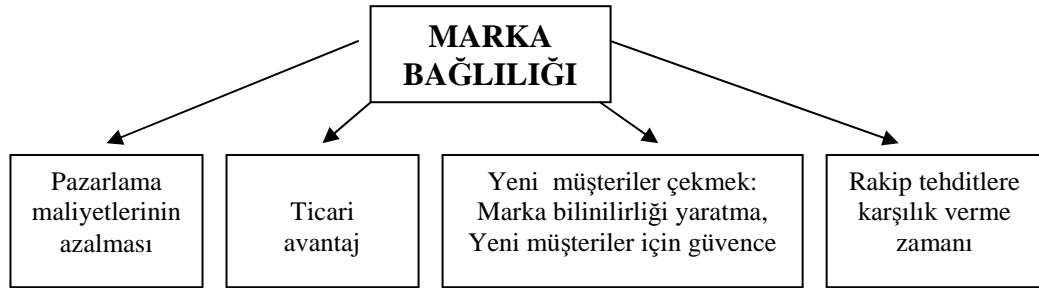 MARKA
BAĞLILIĞI
Pazarlama
maliyetlerinin
azalması
Ticari
avantaj
Yeni müşteriler çekmek:
Marka bilinilirliği yaratma,
Yeni müşteriler için güvence
Rakip tehditlere
karşılık verme
zamanı